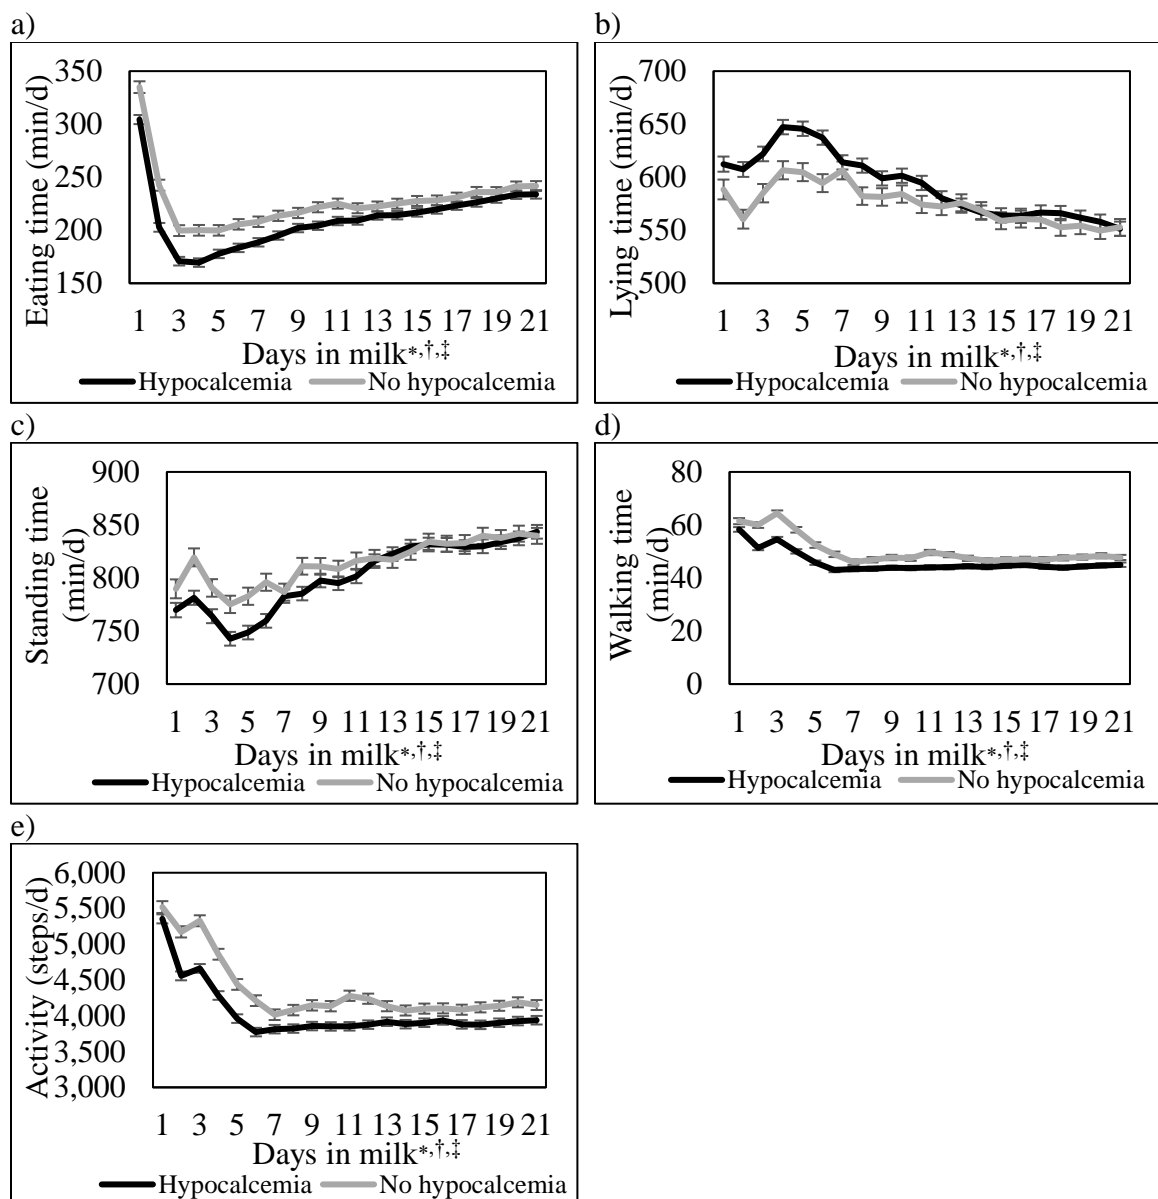 a)
Eating time (min/d)
350
300
250
200
150
1 3 5 7 9 11 13 15 17 19 21
Days in milk*,†,‡
Hypocalcemia No hypocalcemia
b)
Lying time (min/d)
700
650
600
550
500
1 3 5 7 9 11 13 15 17 19 21
Days in milk*,†,‡
Hypocalcemia No hypocalcemia
c)
Standing time
(min/d)
900
850
800
750
700
1 3 5 7 9 11 13 15 17 19 21
Days in milk*,†,‡
Hypocalcemia No hypocalcemia
d)
Walking time
(min/d)
80
60
40
20
0
1 3 5 7 9 11 13 15 17 19 21
Days in milk*,†,‡
Hypocalcemia No hypocalcemia
e)
Activity (steps/d)
6,000
5,500
5,000
4,500
4,000
3,500
3,000
1 3 5 7 9 11 13 15 17 19 21
Days in milk*,†,‡
Hypocalcemia No hypocalcemia